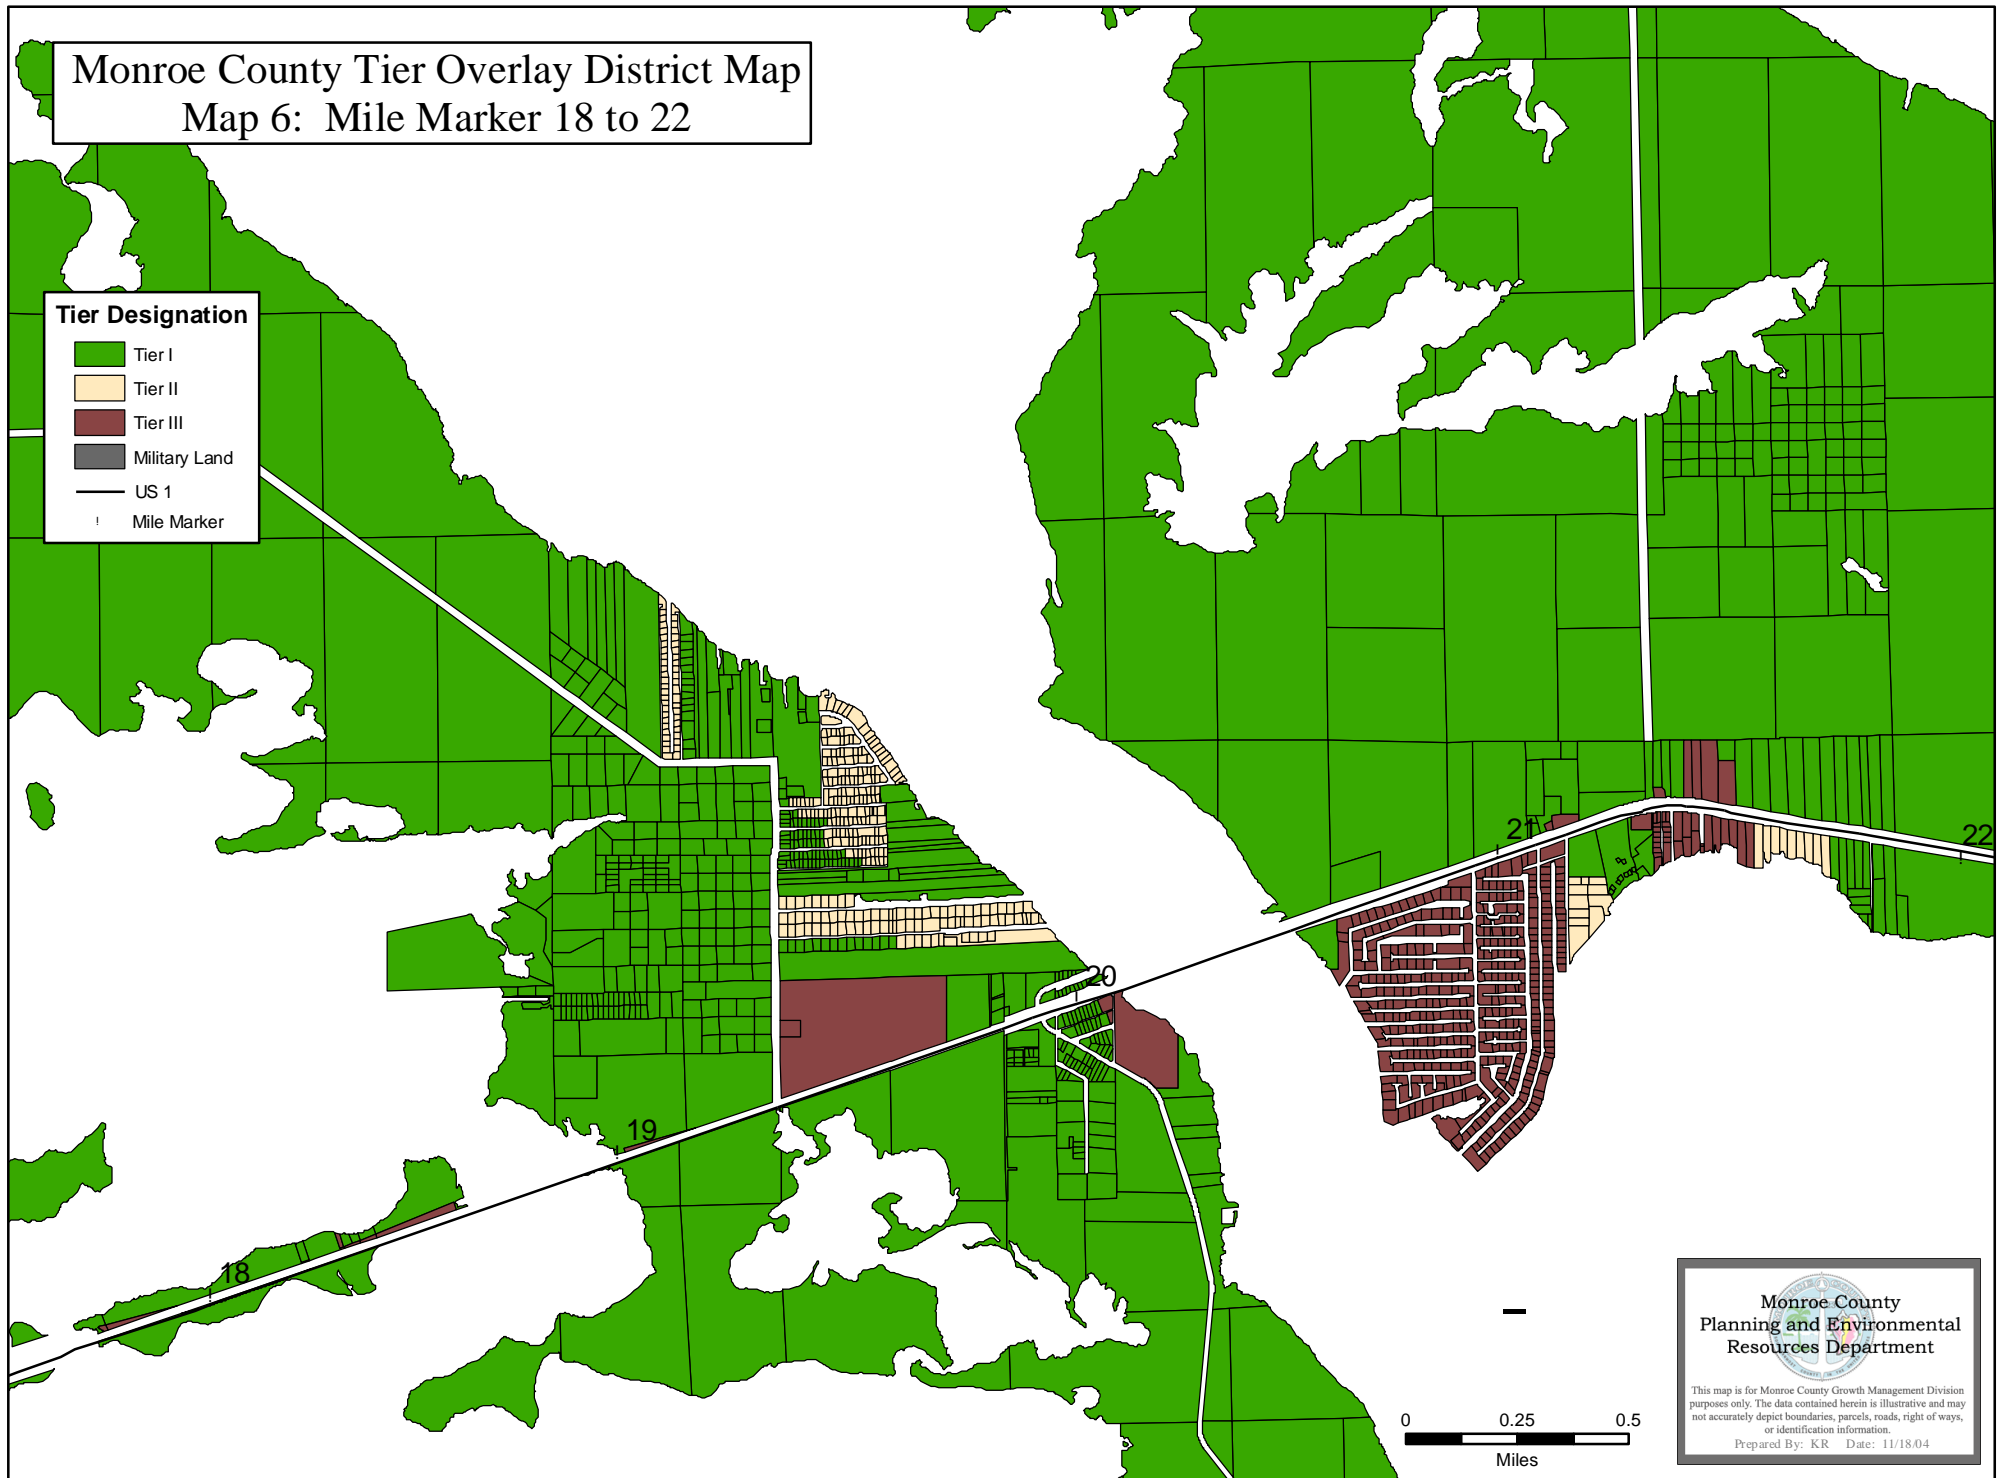 Monroe County Tier Overlay District Map
Map 6: Mile Marker 18 to 22
Tier Designation
Tier I
Tier II
Tier III
Military Land
US 1
! Mile Marker
21
22
20
19
18
Monroe County
Planning and Environmental
Resources Department
This map is for Monroe County Growth Management Division
purposes only. The data contained herein is illustrative and may
not accurately depict boundaries, parcels, roads, right of ways,
or identification information.
Prepared By: KR Date: 11/18/04
0 0.25 0.5
Miles